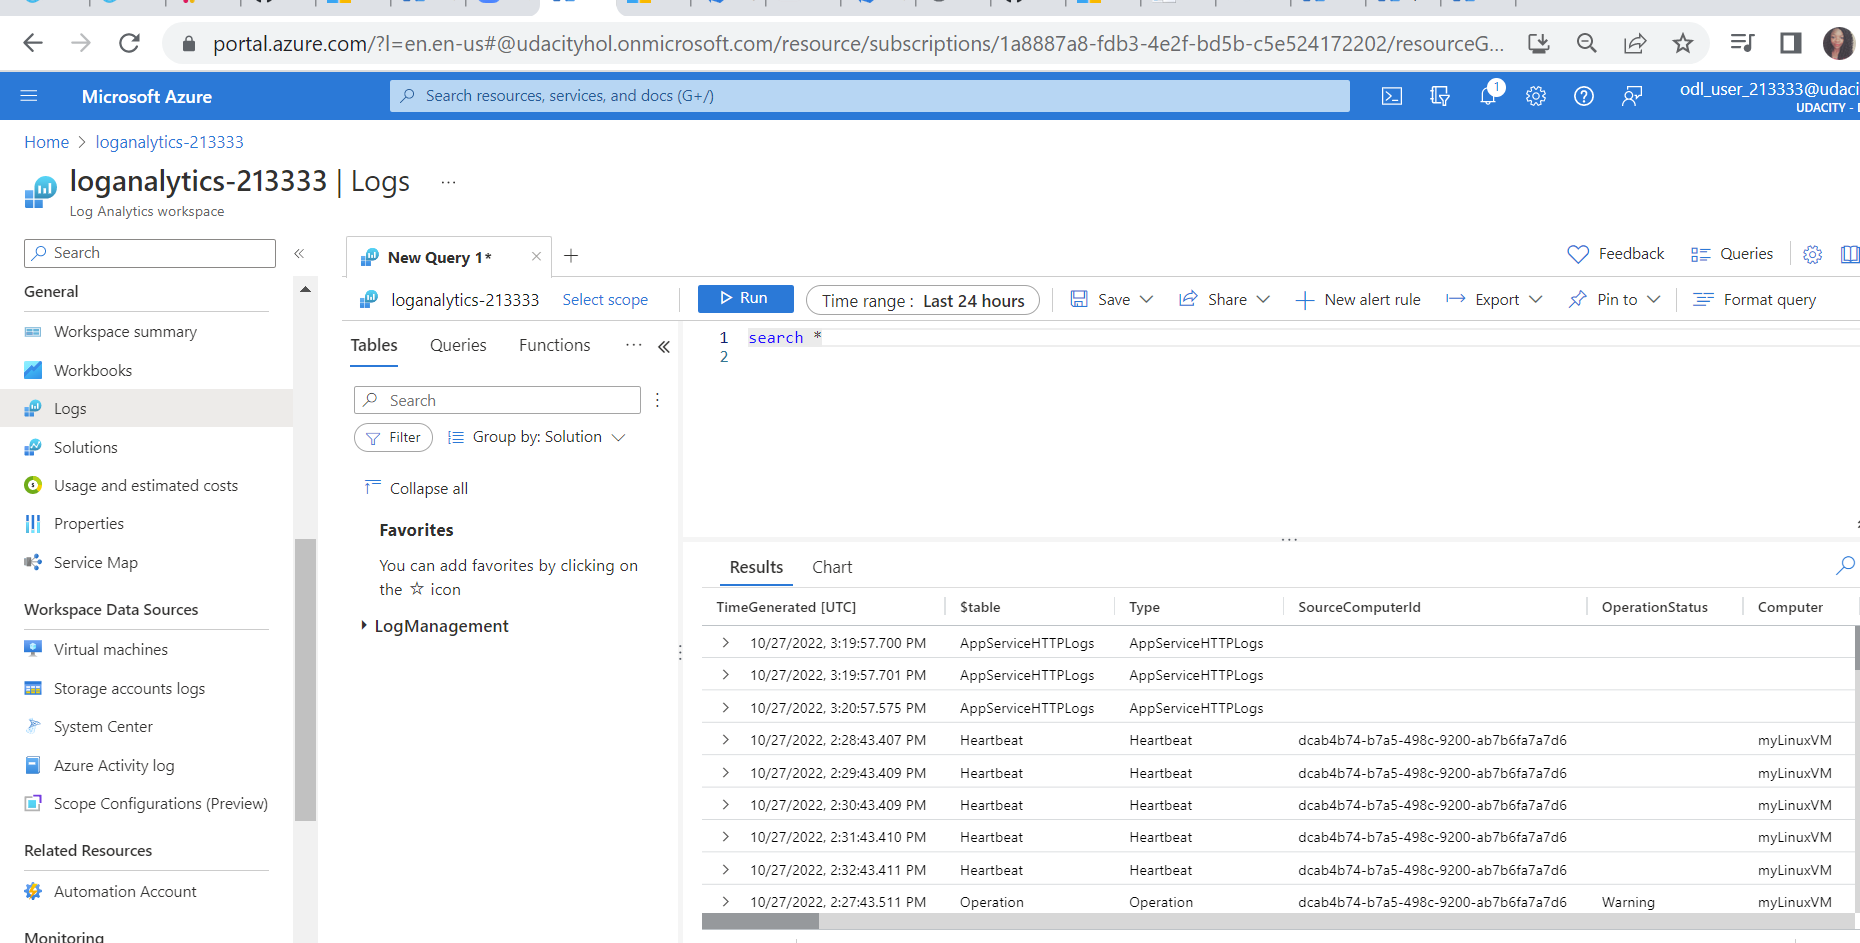 portal.azure.com/?l=en.en-us#@udacityhol.onmicrosoft.com/resource/subscriptions/1a8887a8-fdb3-4e2f-bd5b-c5e524172202/resourceG...
Microsoft Azure
Search resources, services, and docs (G+/)
1
odl_user_213333@udaci
UDACITY -
Home > loganalytics-213333
loganalytics-213333 | Logs ...
Log Analytics workspace
Search
General
Workspace summary
Workbooks
Logs
Solutions
Usage and estimated costs
Properties
Service Map
Workspace Data Sources
Virtual machines
Storage accounts logs
System Center
Azure Activity log
Scope Configurations (Preview)
Related Resources
Automation Account
Monitoring
New Query 1*
Feedback Queries
loganalytics-213333 Select scope
Run Time range : Last 24 hours Save Share New alert rule Export Pin to Format query
Tables Queries Functions ...
Search
Filter Group by: Solution
Collapse all
Favorites
You can add favorites by clicking on
the ☆ icon
LogManagement
1 search *
2
Results Chart
TimeGenerated [UTC] $table Type SourceComputerId OperationStatus Computer
10/27/2022, 3:19:57.700 PM AppServiceHTTPLogs AppServiceHTTPLogs
10/27/2022, 3:19:57.701 PM AppServiceHTTPLogs AppServiceHTTPLogs
10/27/2022, 3:20:57.575 PM AppServiceHTTPLogs AppServiceHTTPLogs
10/27/2022, 2:28:43.407 PM Heartbeat Heartbeat dcab4b74-b7a5-498c-9200-ab7b6fa7a7d6 myLinuxVM
10/27/2022, 2:29:43.409 PM Heartbeat Heartbeat dcab4b74-b7a5-498c-9200-ab7b6fa7a7d6 myLinuxVM
10/27/2022, 2:30:43.409 PM Heartbeat Heartbeat dcab4b74-b7a5-498c-9200-ab7b6fa7a7d6 myLinuxVM
10/27/2022, 2:31:43.410 PM Heartbeat Heartbeat dcab4b74-b7a5-498c-9200-ab7b6fa7a7d6 myLinuxVM
10/27/2022, 2:32:43.411 PM Heartbeat Heartbeat dcab4b74-b7a5-498c-9200-ab7b6fa7a7d6 myLinuxVM
10/27/2022, 2:27:43.511 PM Operation Operation dcab4b74-b7a5-498c-9200-ab7b6fa7a7d6 Warning myLinuxVM